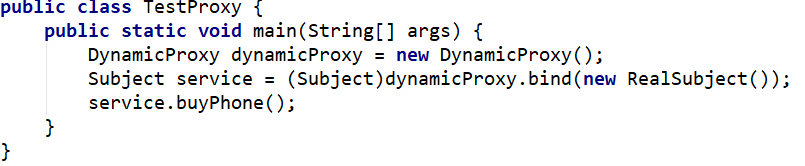 public class TestProxy {
    public static void main(String[] args) {
        DynamicProxy dynamicProxy = new DynamicProxy();
        Subject service = (Subject)dynamicProxy.bind(new RealSubject());
        service.buyPhone();
    }
}